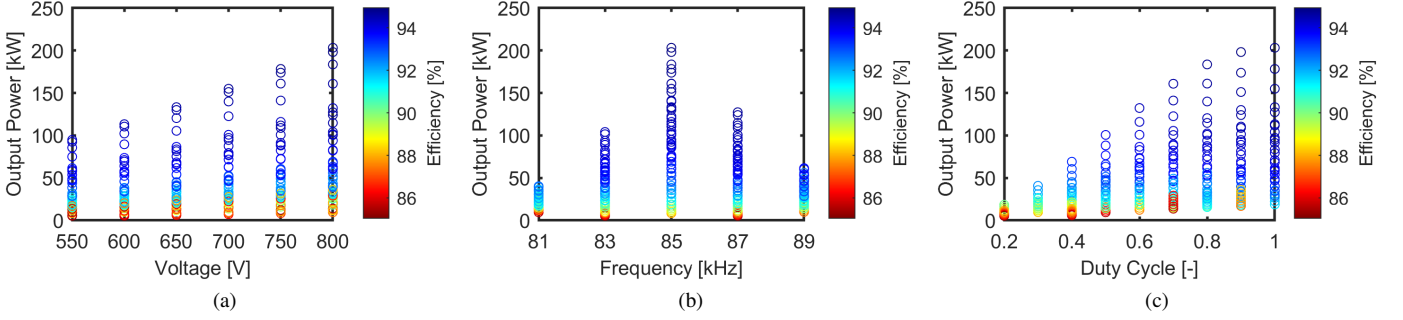 250
200
150
100
50
0
Output Power [kW]
550 600 650 700 750 800
Voltage [V]
94
92
90
88
86
Efficiency [%]
(a)
250
200
150
100
50
0
Output Power [kW]
81 83 85 87 89
Frequency [kHz]
94
92
90
88
86
Efficiency [%]
(b)
250
200
150
100
50
0
Output Power [kW]
0.2 0.4 0.6 0.8 1
Duty Cycle [-]
94
92
90
88
86
Efficiency [%]
(c)